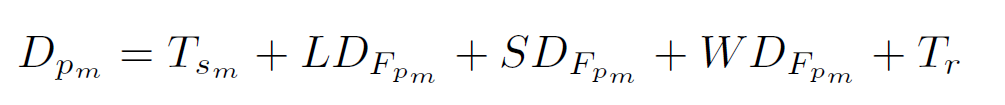 D_{p_m} = T_{s_m} + LD_{F_{p_m}} + SD_{F_{p_m}} + WD_{F_{p_m}} + T_r